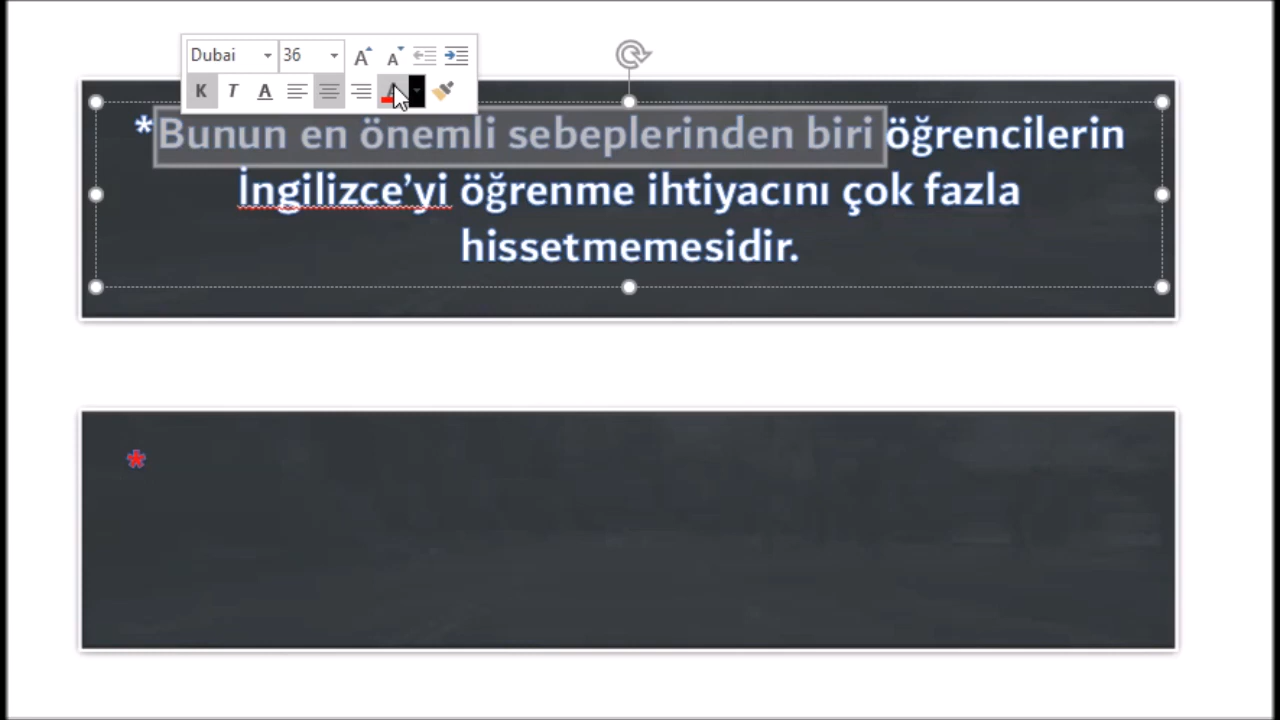 Dubai 36 A A
K T A A
*Bunun en önemli sebeplerinden biri öğrencilerin
İngilizce’yi öğrenme ihtiyacını çok fazla
hissetmemesidir.
*